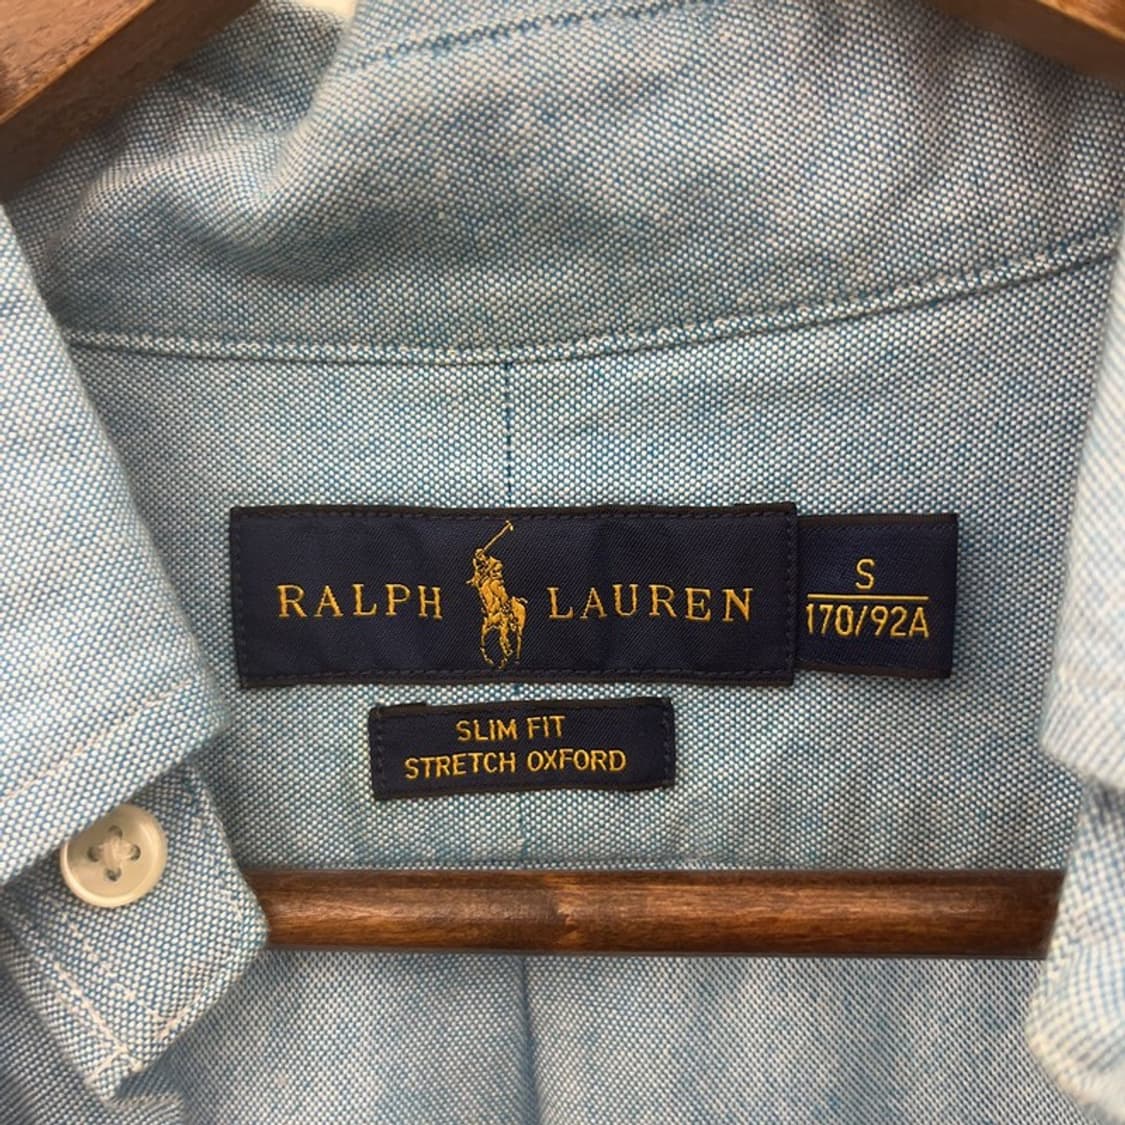 RALPH LAUREN
S
170/92A
SLIM FIT
STRETCH OXFORD